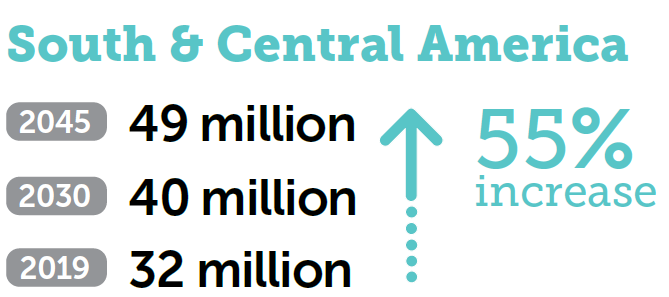 South & Central America
2045 49 million
55%
increase
2030 40 million
2019 32 million